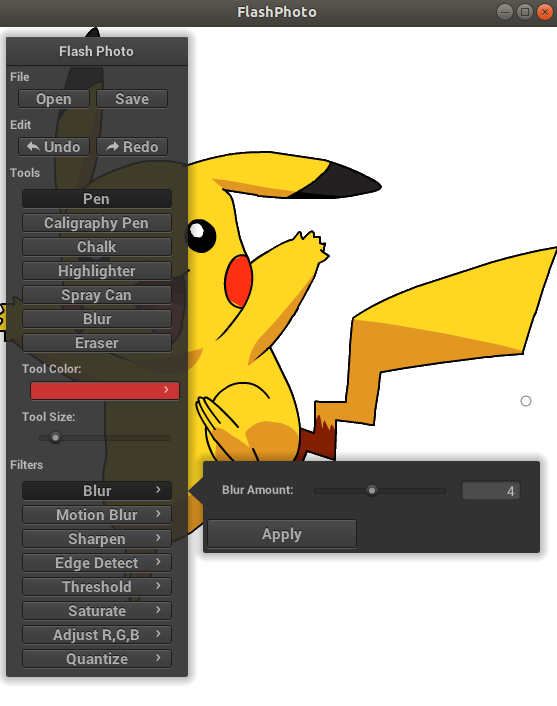 FlashPhoto
Flash Photo
File
Open Save
Edit
Undo Redo
Tools
Pen
Caligraphy Pen
Chalk
Highlighter
Spray Can
Blur
Eraser
Tool Color:
Tool Size:
Filters
Blur
Blur Amount: 4
Motion Blur
Apply
Sharpen
Edge Detect
Threshold
Saturate
Adjust R,G,B
Quantize